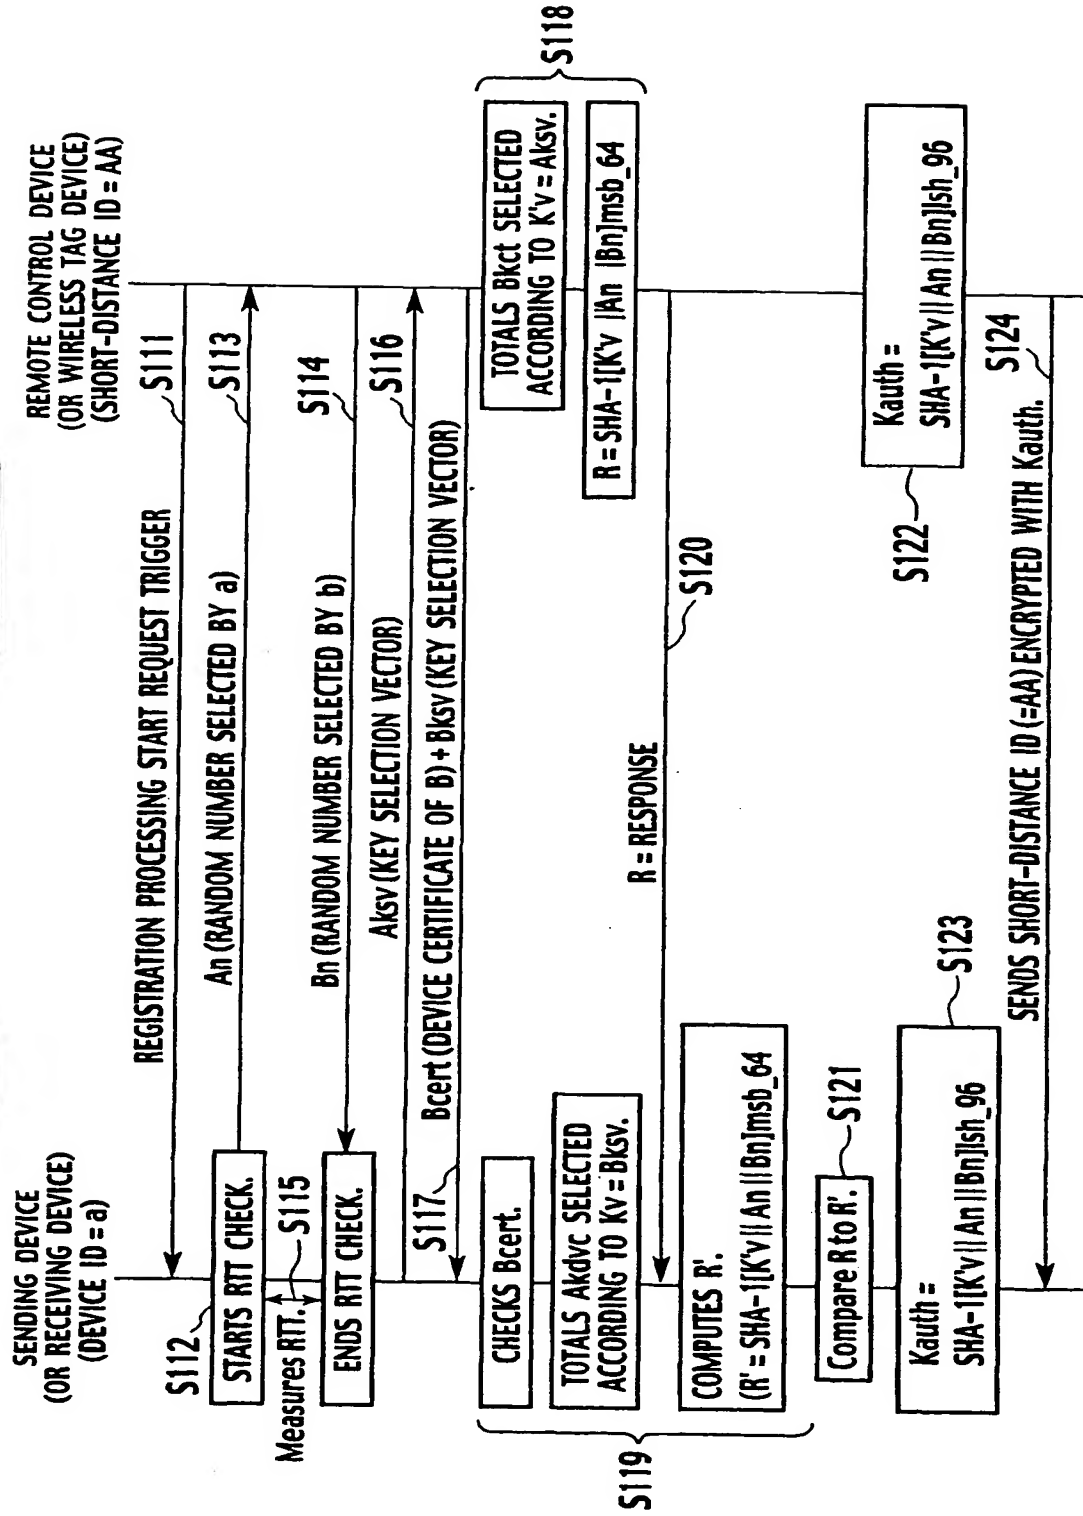 SENDING DEVICE
(OR RECEIVING DEVICE)
(DEVICE ID = a)
REMOTE CONTROL DEVICE
(OR WIRELESS TAG DEVICE)
(SHORT-DISTANCE ID = AA)
REGISTRATION PROCESSING START REQUEST TRIGGER
S111
S112
STARTS RTT CHECK.
An (RANDOM NUMBER SELECTED BY a)
S113
Measures RTT.
S115
Bn (RANDOM NUMBER SELECTED BY b)
S114
ENDS RTT CHECK.
Aksv (KEY SELECTION VECTOR)
S116
S117
Bcert (DEVICE CERTIFICATE OF B) + Bksv (KEY SELECTION VECTOR)
CHECKS Bcert.
TOTALS Bkct SELECTED
ACCORDING TO K'v = Aksv.
S118
TOTALS Akdvc SELECTED
ACCORDING TO Kv = Bksv.
R = SHA-1[K'v |An |Bn]msb_64
R = RESPONSE
S120
S119
COMPUTES R'.
(R' = SHA-1[K'v|| An || Bn]msb_64
Compare R to R'.
S121
Kauth =
SHA-1[K'v|| An || Bn]lsh_96
S122
Kauth =
SHA-1[K'v|| An || Bn]lsh_96
S123
SENDS SHORT-DISTANCE ID (=AA) ENCRYPTED WITH Kauth.
S124